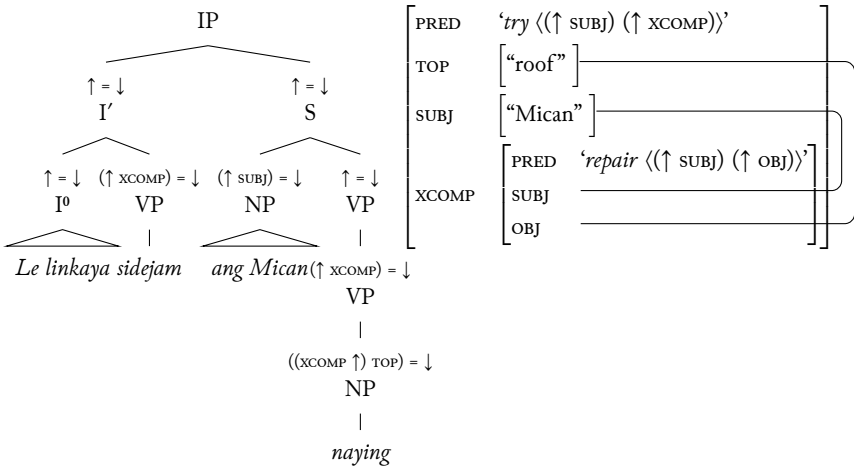 IP
↑ = ↓ ↑ = ↓
I′ S
↑ = ↓ (↑ XCOMP) = ↓ (↑ SUBJ) = ↓ ↑ = ↓
I⁰ VP NP VP
Le linkaya sidejam ang Mican (↑ XCOMP) = ↓
VP
((XCOMP ↑) TOP) = ↓
NP
naying
PRED ‘try ⟨(↑ SUBJ) (↑ XCOMP)⟩’
TOP [“roof”]
SUBJ [“Mican”]
XCOMP
PRED ‘repair ⟨(↑ SUBJ) (↑ OBJ)⟩’
SUBJ
OBJ